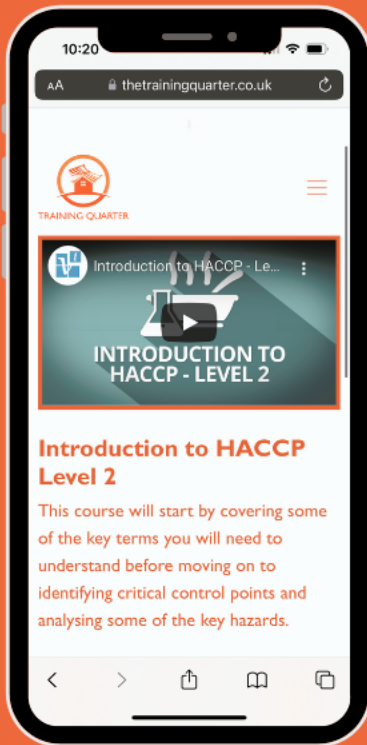 10:20
AA thetrainingquarter.co.uk
TRAINING QUARTER
Introduction to HACCP - Le...
INTRODUCTION TO
HACCP - LEVEL 2
Introduction to HACCP
Level 2
This course will start by covering some
of the key terms you will need to
understand before moving on to
identifying critical control points and
analysing some of the key hazards.